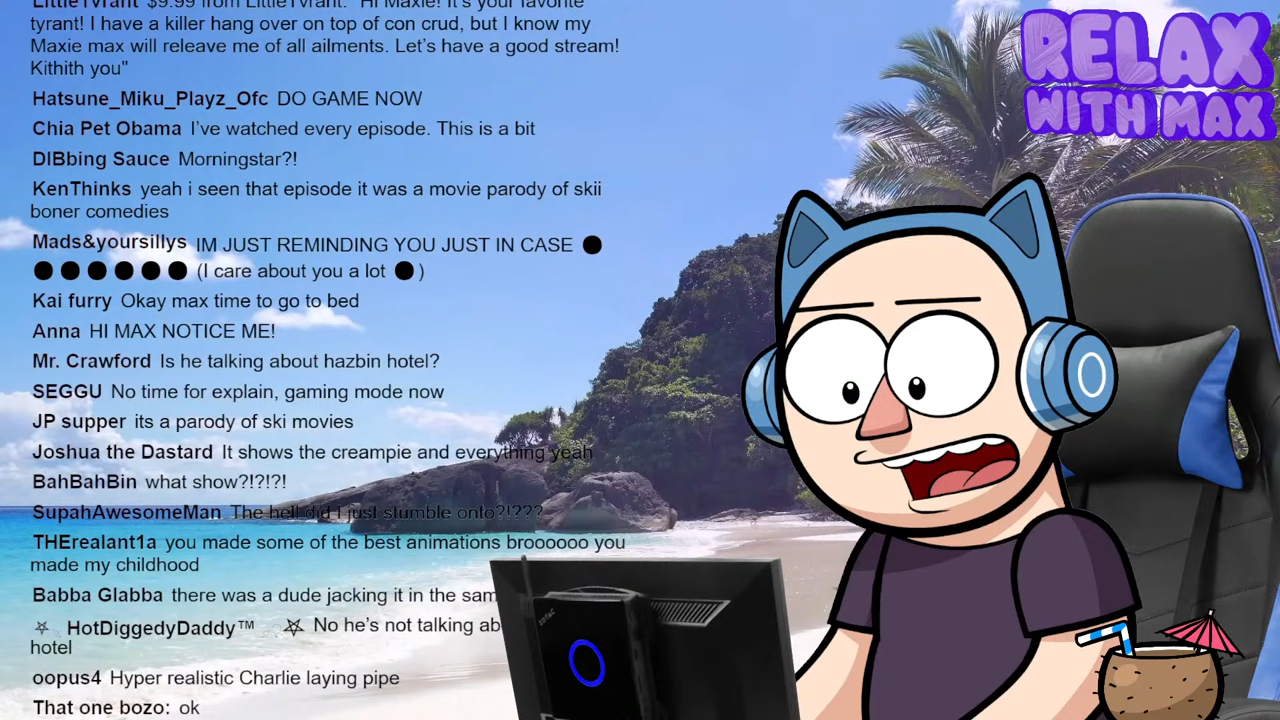 LittleTyrant $9.99 from LittleTyrant: "Hi Maxie! It's your favorite
tyrant! I have a killer hang over on top of con crud, but I know my
Maxie max will releave me of all ailments. Let's have a good stream!
Kithith you"
Hatsune_Miku_Playz_Ofc DO GAME NOW
Chia Pet Obama I've watched every episode. This is a bit
DIBbing Sauce Morningstar?!
KenThinks yeah i seen that episode it was a movie parody of skii
boner comedies
Mads&yoursillys IM JUST REMINDING YOU JUST IN CASE ●
● ● ● ● ● ● (I care about you a lot ●)
Kai furry Okay max time to go to bed
Anna HI MAX NOTICE ME!
Mr. Crawford Is he talking about hazbin hotel?
SEGGU No time for explain, gaming mode now
JP supper its a parody of ski movies
Joshua the Dastard It shows the creampie and everything yeah
BahBahBin what show?!?!?!
SupahAwesomeMan The hell did I just stumble onto?!???
THErealant1a you made some of the best animations broooooo you
made my childhood
Babba Glabba there was a dude jacking it in the sam
⛧ HotDiggedyDaddy™ ⛧ No he's not talking ab
hotel
oopus4 Hyper realistic Charlie laying pipe
That one bozo: ok
RELAX
WITH MAX
ZOTAC